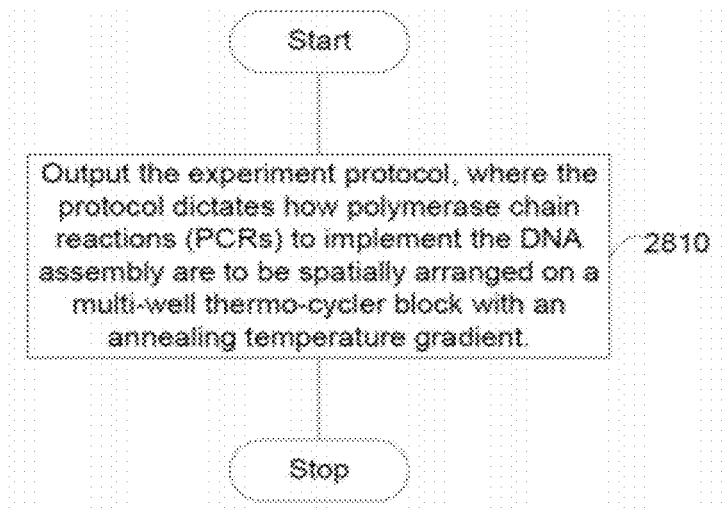 Start
Output the experiment protocol, where the
protocol dictates how polymerase chain
reactions (PCRs) to implement the DNA
assembly are to be spatially arranged on a
multi-well thermo-cycler block with an
annealing temperature gradient.
2810
Stop